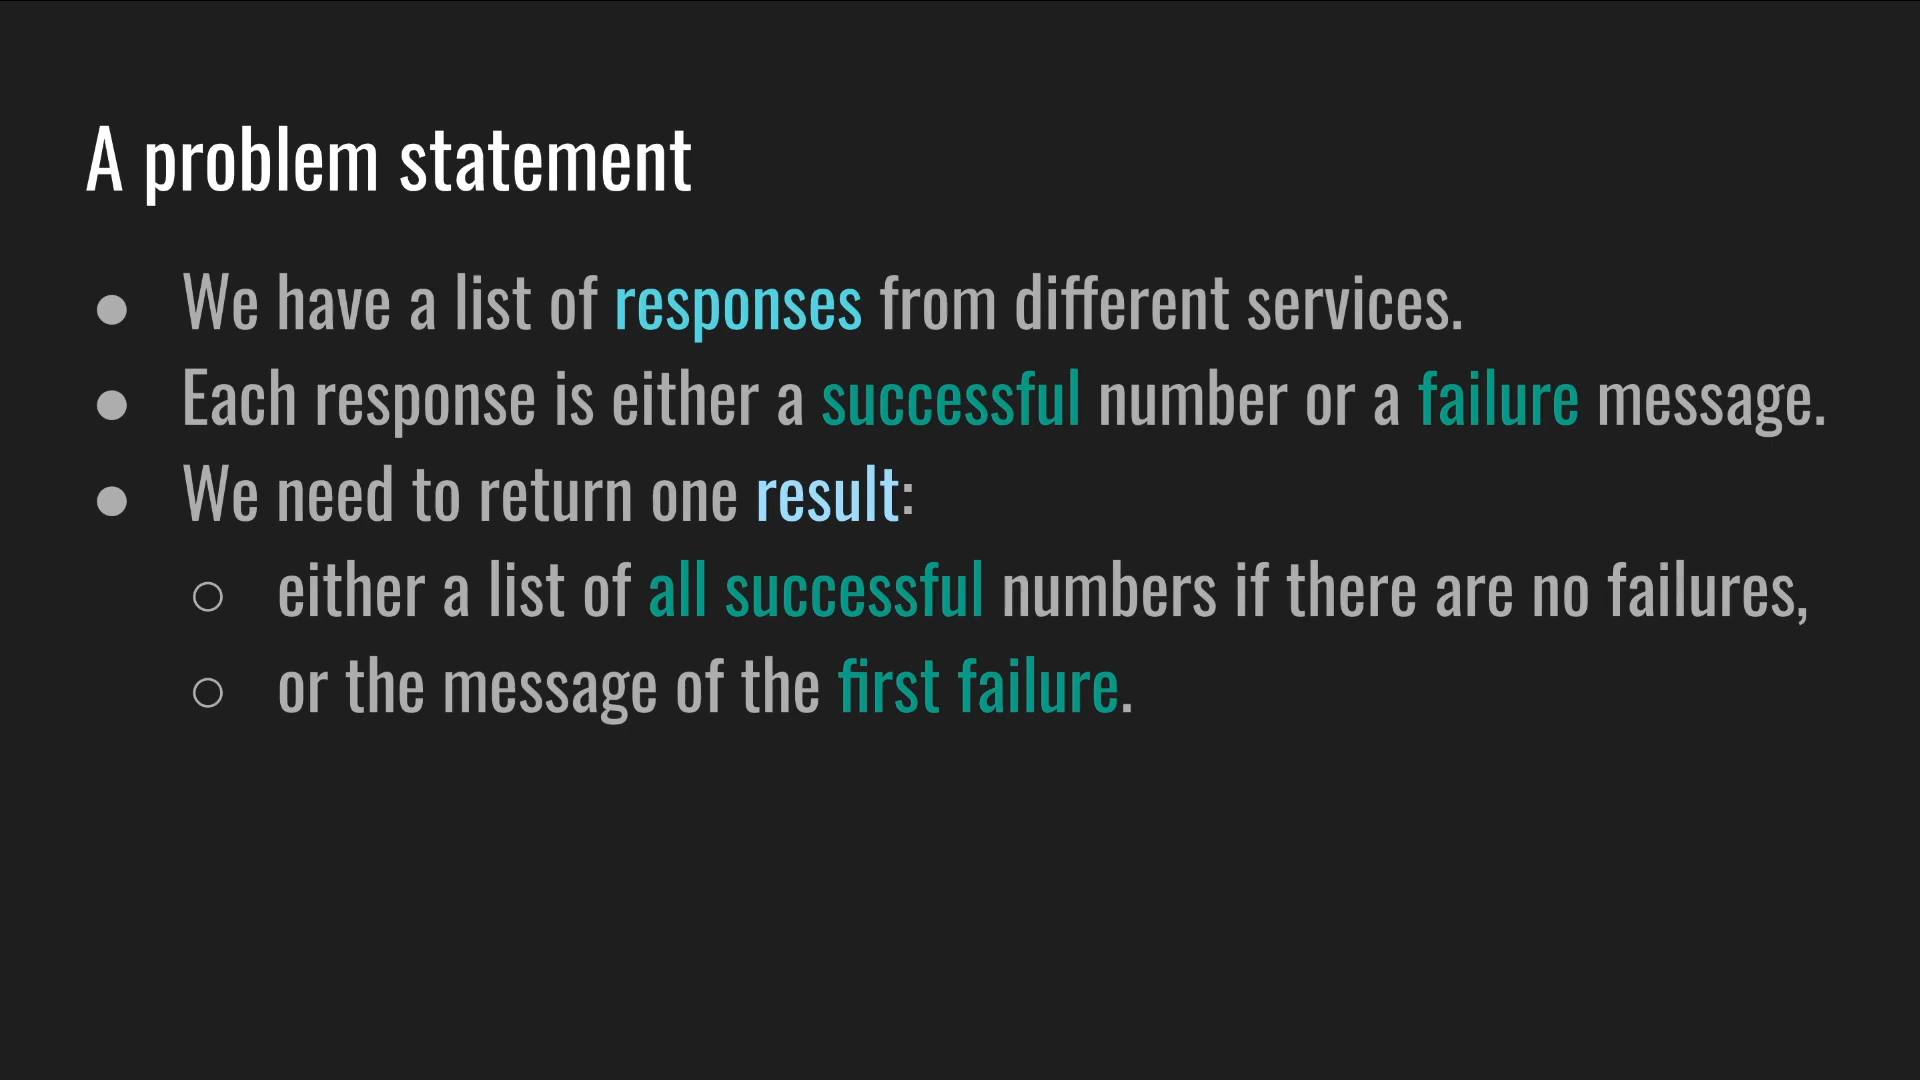 A problem statement
● We have a list of responses from different services.
● Each response is either a successful number or a failure message.
● We need to return one result:
○ either a list of all successful numbers if there are no failures,
○ or the message of the first failure.